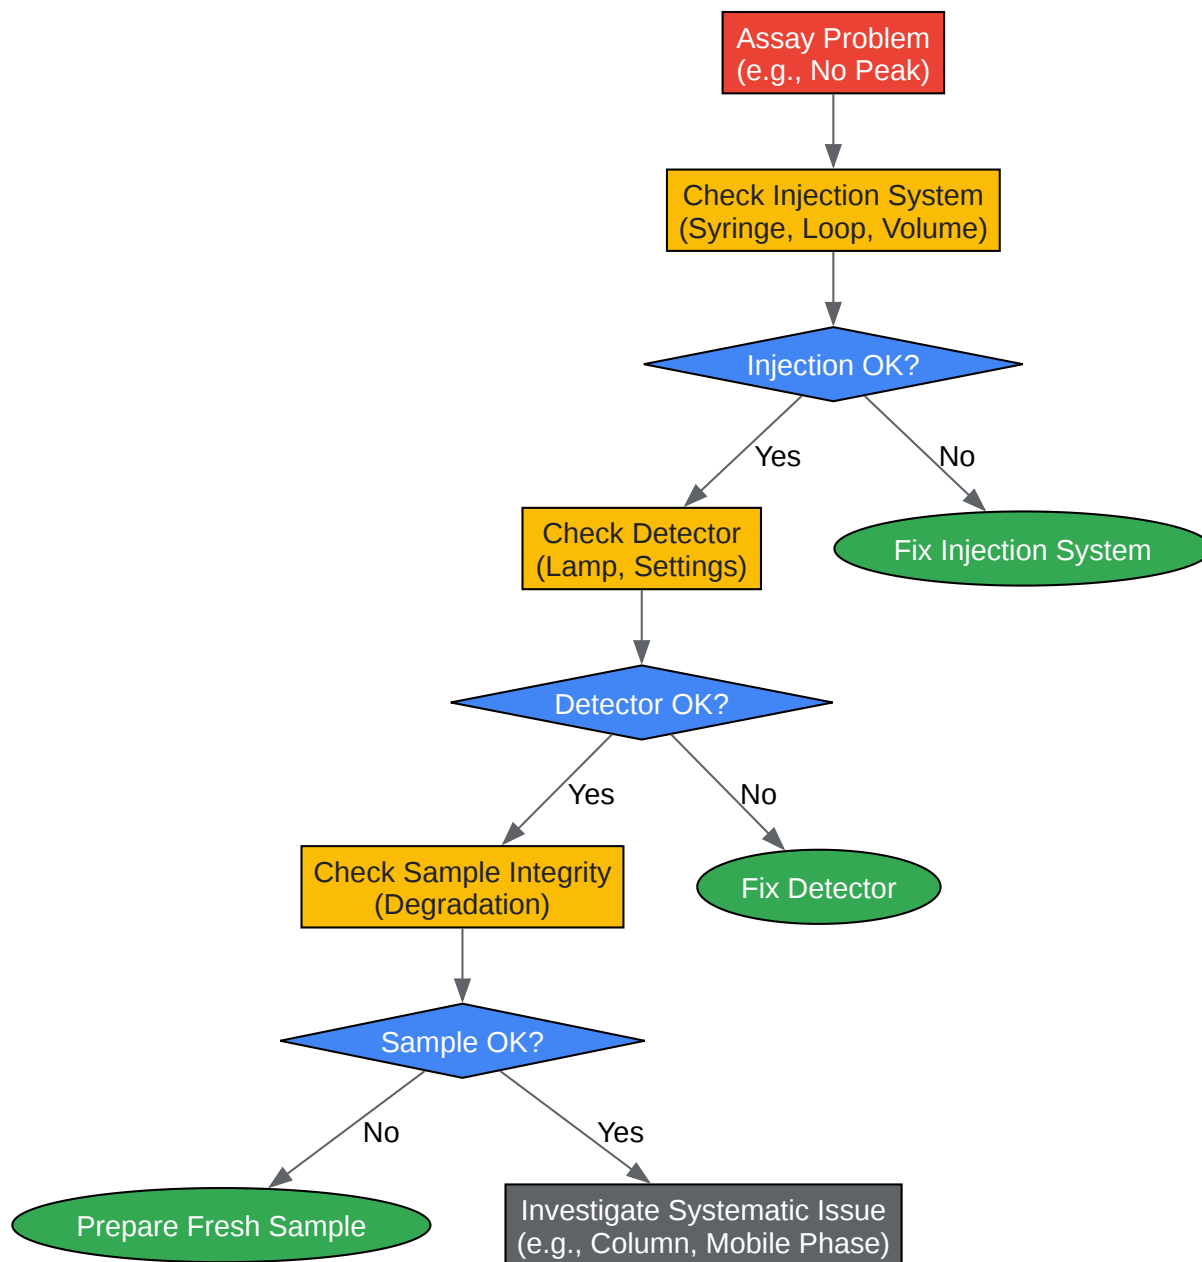 Assay Problem
(e.g., No Peak)
Check Injection System
(Syringe, Loop, Volume)
Injection OK?
Yes
No
Check Detector
(Lamp, Settings)
Fix Injection System
Detector OK?
Yes
No
Check Sample Integrity
(Degradation)
Fix Detector
Sample OK?
No
Yes
Prepare Fresh Sample
Investigate Systematic Issue
(e.g., Column, Mobile Phase)